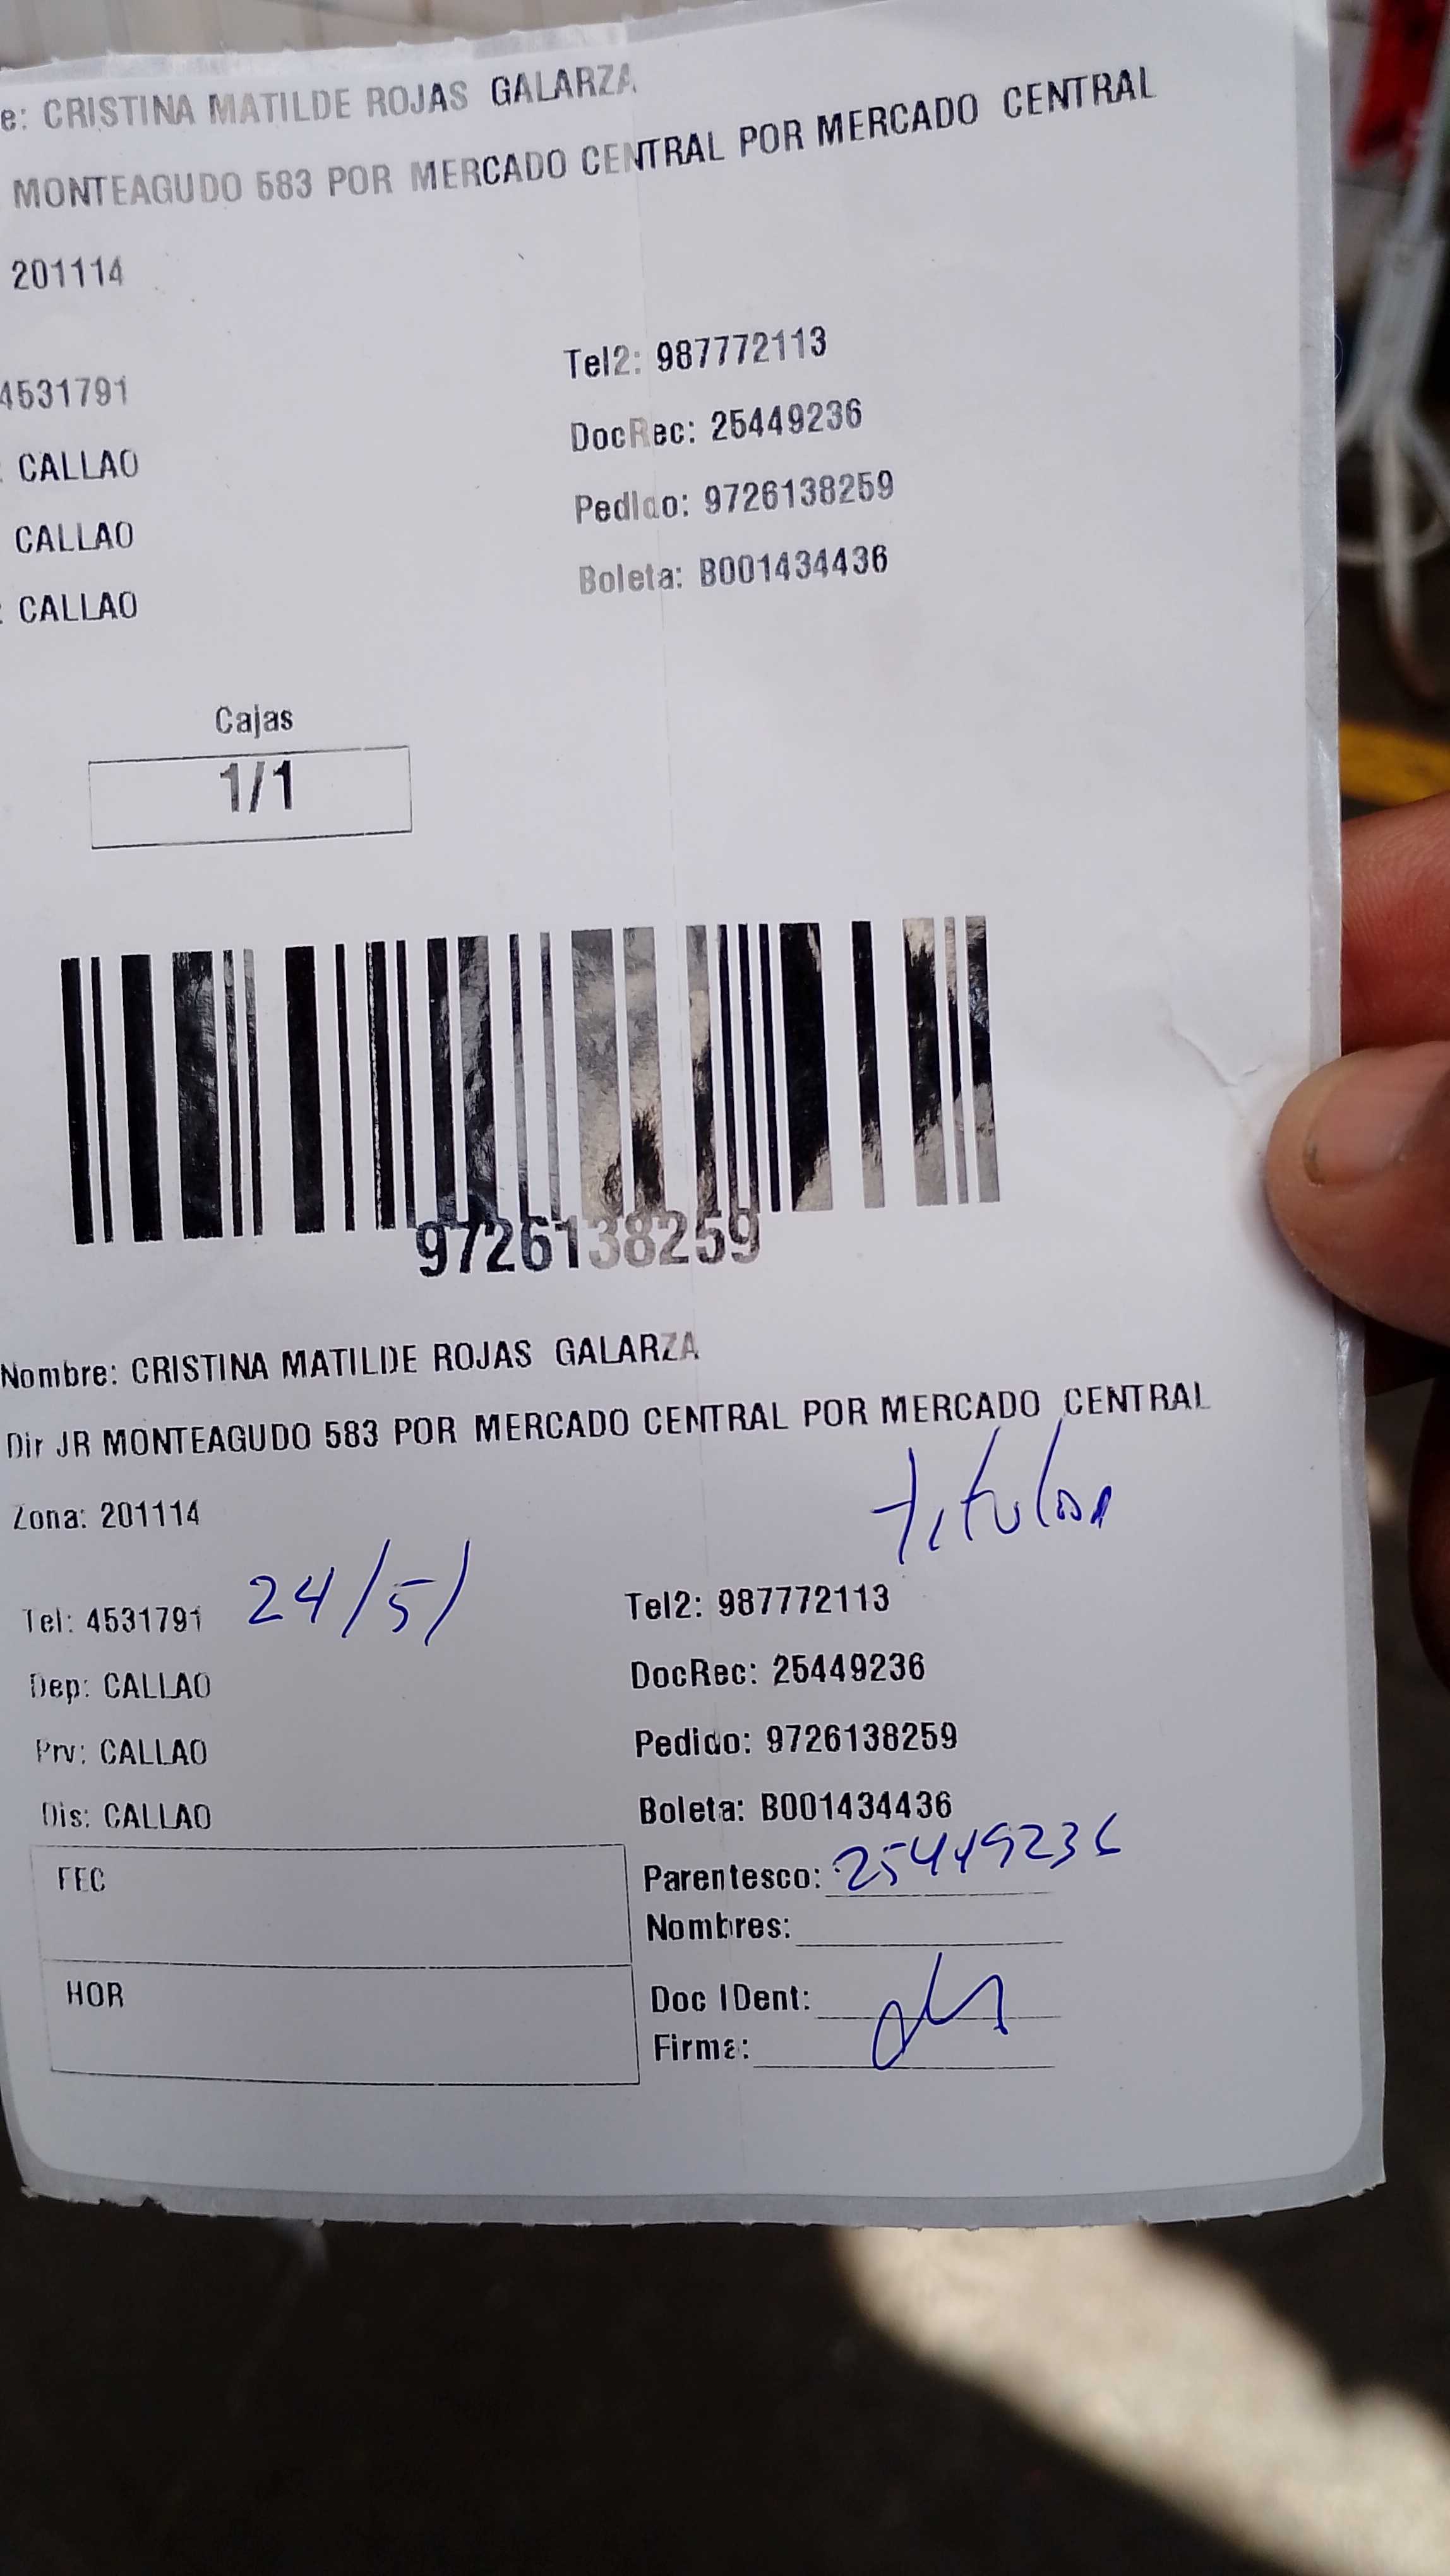 e: CRISTINA MATILDE ROJAS GALARZA
MONTEAGUDO 583 POR MERCADO CENTRAL POR MERCADO CENTRAL
201114
4531791
Tel2: 987772113
: CALLAO
DocRec: 25449236
CALLAO
Pedido: 9726138259
: CALLAO
Boleta: B001434436
Cajas
1/1
9726138259
Nombre: CRISTINA MATILDE ROJAS GALARZA
Dir JR MONTEAGUDO 583 POR MERCADO CENTRAL POR MERCADO CENTRAL
titular
Zona: 201114
Tel: 4531791 24/5/
Tel2: 987772113
Dep: CALLAO
DocRec: 25449236
Prv: CALLAO
Pedido: 9726138259
Dis: CALLAO
Boleta: B001434436
FEC
Parentesco: 25449236
Nombres:
HOR
Doc IDent:
Firma: